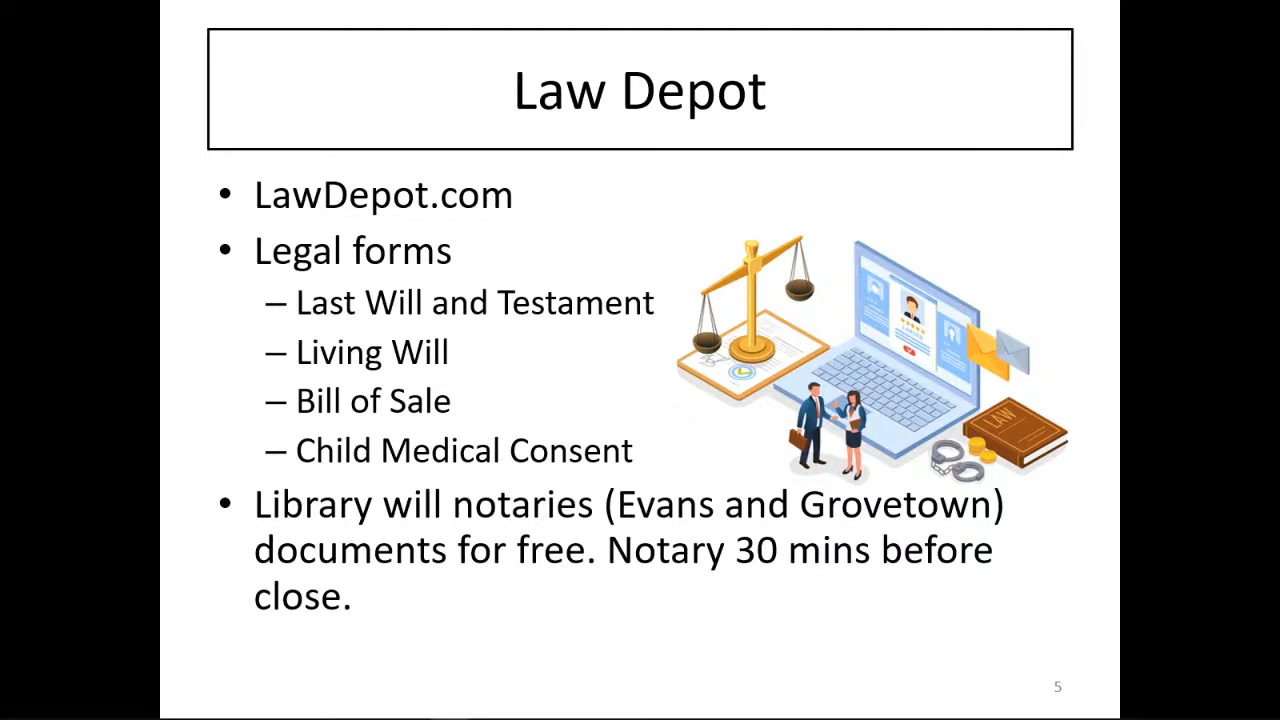 Law Depot
• LawDepot.com
• Legal forms
– Last Will and Testament
– Living Will
– Bill of Sale
– Child Medical Consent
LAW
• Library will notaries (Evans and Grovetown)
documents for free. Notary 30 mins before
close.
5